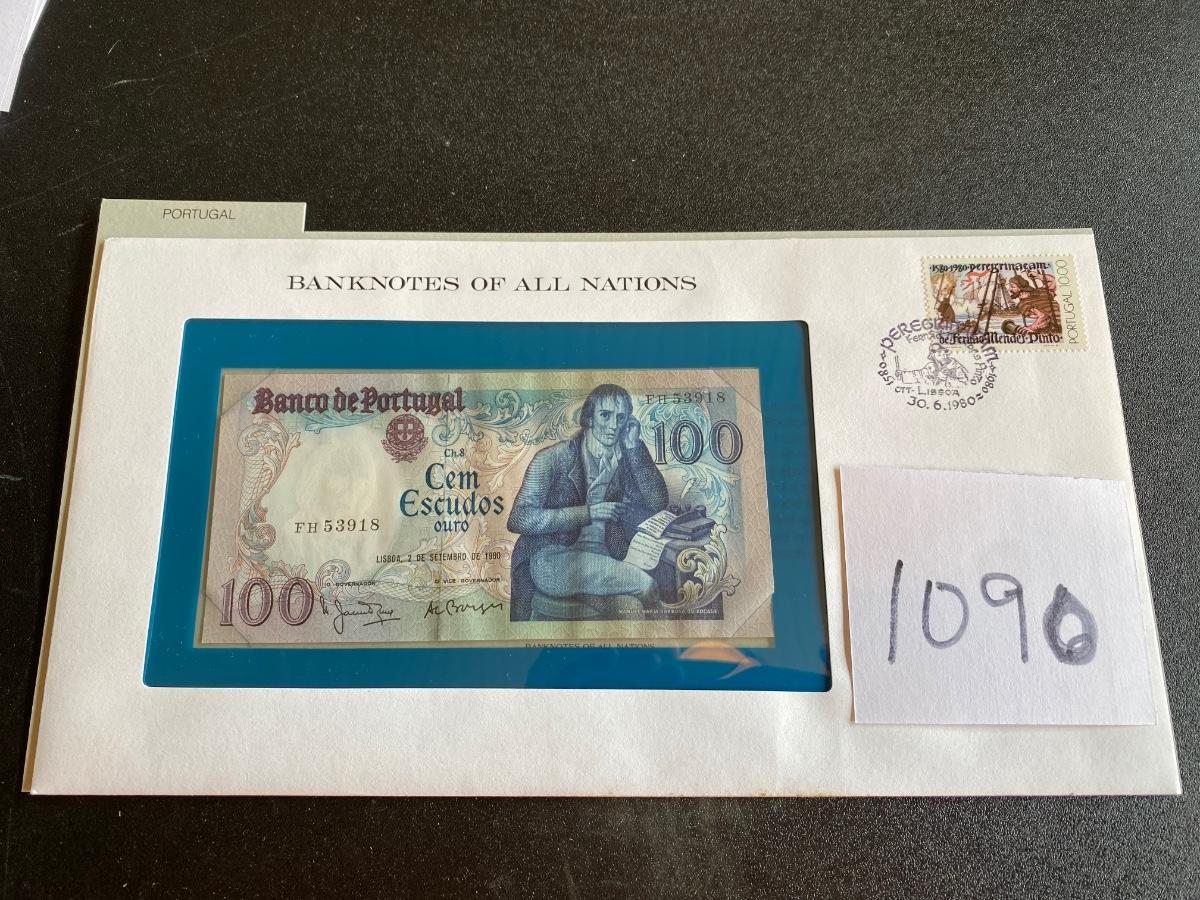 PORTUGAL
BANKNOTES OF ALL NATIONS
·1580·1980·peregrinaçam·
PORTUGAL 10.00
de Fernão Mendes Pinto·
1580~PEREGRINAÇAM~1980
CTT-LISBOA
30.6.1980
Banco de Portugal
FH 53918
100
Ch.8
Cem
Escudos
ouro
FH 53918
LISBOA, 2 DE SETEMBRO DE 1980
O GOVERNADOR
O VICE-GOVERNADOR
100
MANUEL MARIA BARBOSA DU BOCAGE
BANKNOTES OF ALL NATIONS
1090